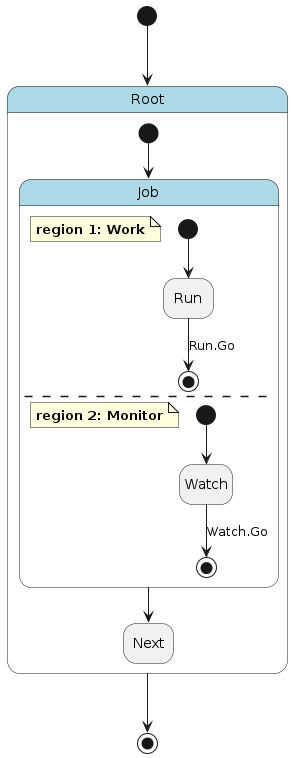 Root
Job
region 1: Work
Run
Run.Go
region 2: Monitor
Watch
Watch.Go
Next